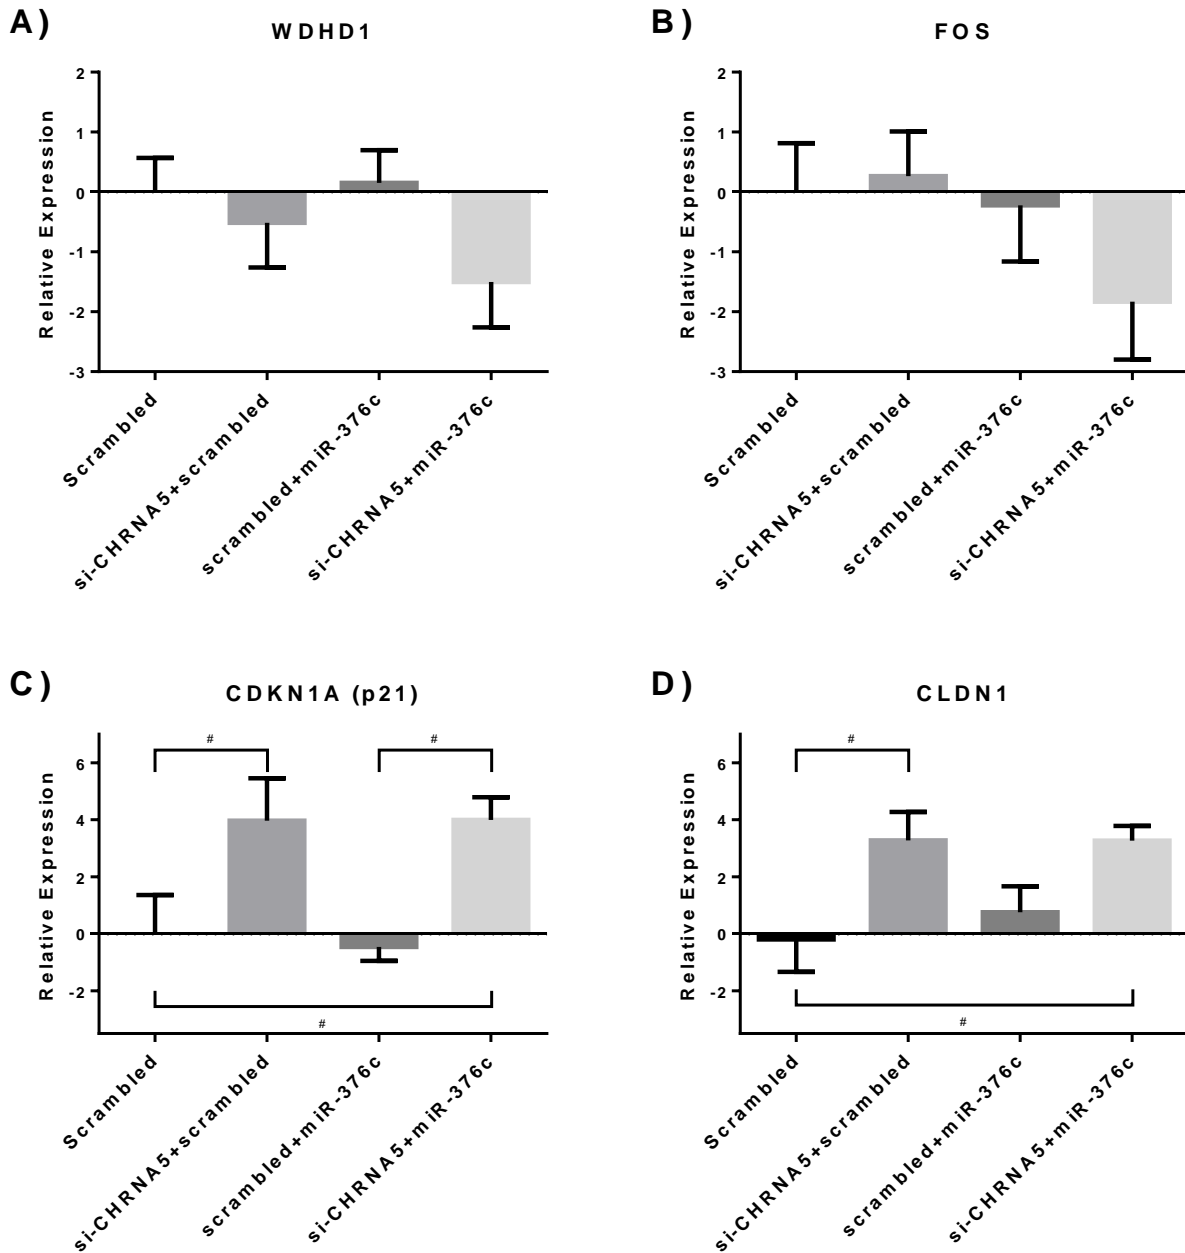 A)
WDHD1
Relative Expression
2
1
0
-1
-2
-3
Scrambled
si-CHRNA5+scrambled
scrambled+miR-376c
si-CHRNA5+miR-376c
B)
FOS
Relative Expression
2
1
0
-1
-2
-3
Scrambled
si-CHRNA5+scrambled
scrambled+miR-376c
si-CHRNA5+miR-376c
C)
CDKN1A (p21)
Relative Expression
6
4
2
0
-2
#
#
#
Scrambled
si-CHRNA5+scrambled
scrambled+miR-376c
si-CHRNA5+miR-376c
D)
CLDN1
Relative Expression
6
4
2
0
-2
#
#
Scrambled
si-CHRNA5+scrambled
scrambled+miR-376c
si-CHRNA5+miR-376c